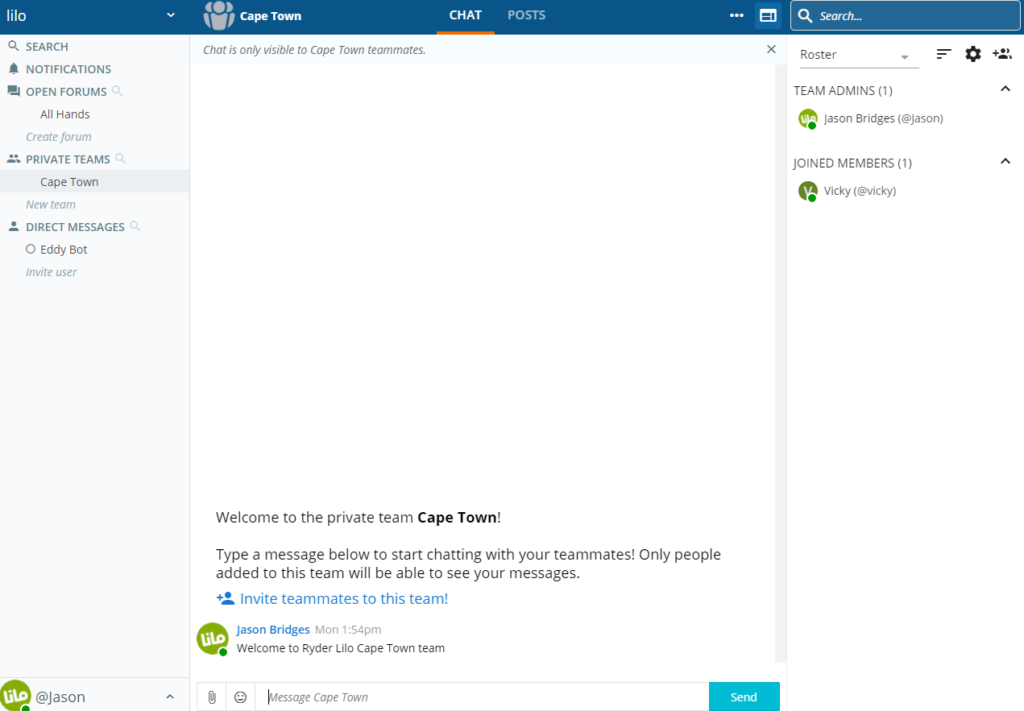 lilo
Cape Town
CHAT
POSTS
Search...
SEARCH
NOTIFICATIONS
OPEN FORUMS
All Hands
Create forum
PRIVATE TEAMS
Cape Town
New team
DIRECT MESSAGES
Eddy Bot
Invite user
lilo
@Jason
Chat is only visible to Cape Town teammates.
Welcome to the private team Cape Town!
Type a message below to start chatting with your teammates! Only people
added to this team will be able to see your messages.
Invite teammates to this team!
lilo
Jason Bridges Mon 1:54pm
Welcome to Ryder Lilo Cape Town team
Message Cape Town
Send
Roster
TEAM ADMINS (1)
lilo
Jason Bridges (@Jason)
JOINED MEMBERS (1)
V
Vicky (@vicky)